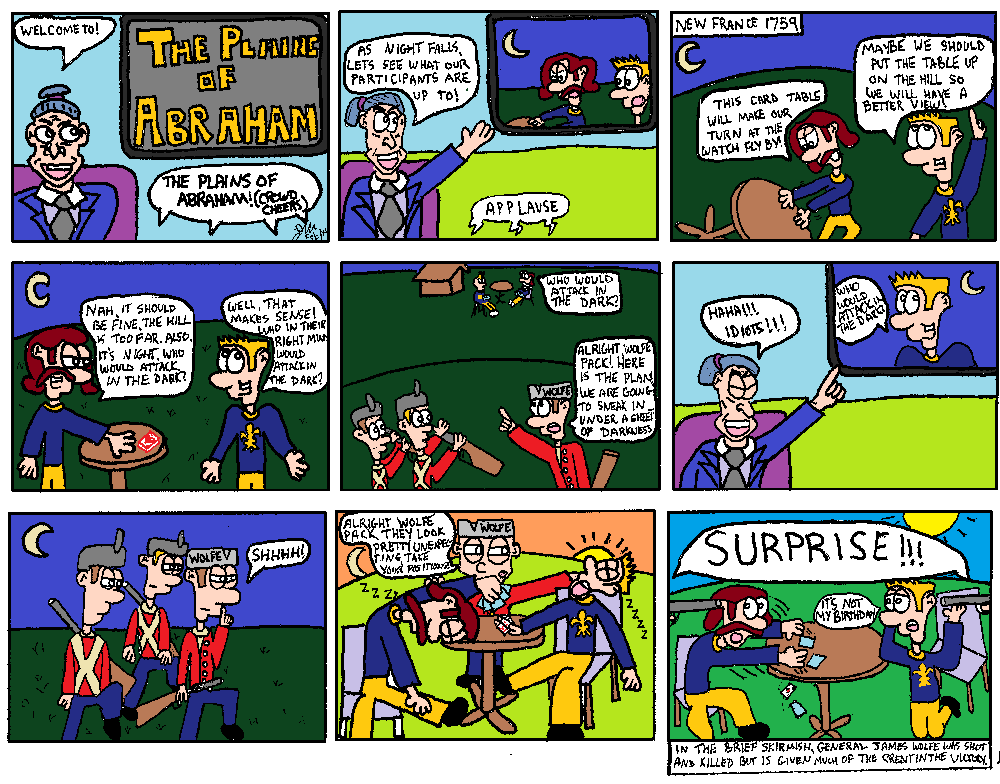 WELCOME TO!
THE PLAINS
OF
ABRAHAM
THE PLAINS OF
ABRAHAM! (CROWD
CHEERS)
Feb/14
AS NIGHT FALLS,
LETS SEE WHAT OUR
PARTICIPANTS ARE
UP TO!
APPLAUSE
NEW FRANCE 1759
THIS CARD TABLE
WILL MAKE OUR
TURN AT THE
WATCH FLY BY!
MAYBE WE SHOULD
PUT THE TABLE UP
ON THE HILL SO
WE WILL HAVE A
BETTER VIEW!
NAH, IT SHOULD
BE FINE, THE HILL
IS TOO FAR. ALSO,
IT'S NIGHT, WHO
WOULD ATTACK
IN THE DARK?
WELL, THAT
MAKES SENSE!
WHO IN THEIR
RIGHT MIND
WOULD
ATTACK IN
THE DARK?
WHO WOULD
ATTACK IN
THE DARK?
ALRIGHT, WOLFE
PACK! HERE
IS THE PLAN!
WE ARE GOING
TO SNEAK IN
UNDER A SHEET
OF DARKNESS
WOLFE
HAHA!!!
IDIOTS!!!
WHO
WOULD
ATTACK IN
THE DARK?
WOLFE
SHHHH!
ALRIGHT WOLFE
PACK, THEY LOOK
PRETTY UNEXPEC-
TING, TAKE
YOUR POSITIONS!
WOLFE
Z Z Z Z Z
Z Z Z Z Z
SURPRISE!!!
IT'S NOT
MY BIRTHDAY!
IN THE BRIEF SKIRMISH, GENERAL JAMES WOLFE WAS SHOT
AND KILLED BUT IS GIVEN MUCH OF THE CREDIT IN THE VICTORY.